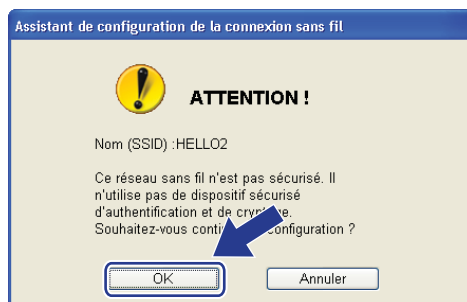 Assistant de configuration de la connexion sans fil
ATTENTION !
Nom (SSID) :HELLO2
Ce réseau sans fil n'est pas sécurisé. Il
n'utilise pas de dispositif sécurisé
d'authentification et de cryptage.
Souhaitez-vous configuration ?
OK
Annuler